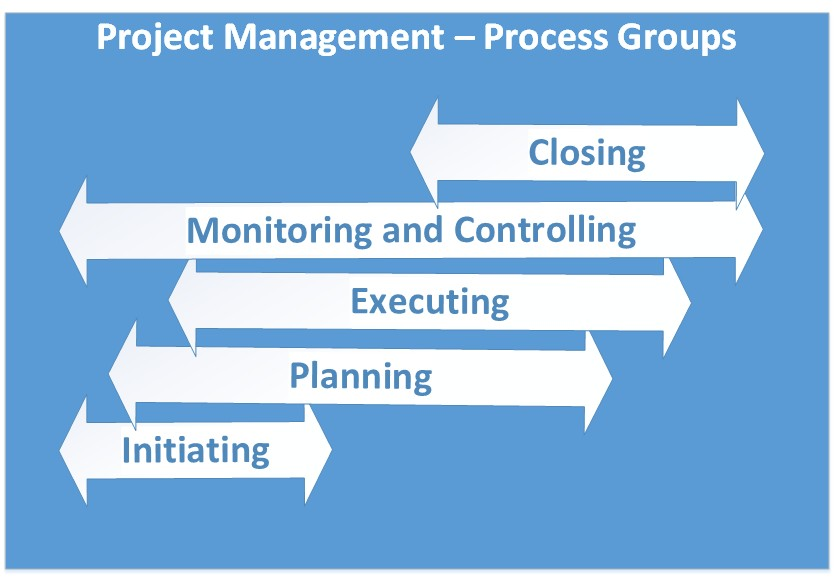 Project Management – Process Groups
Closing
Monitoring and Controlling
Executing
Planning
Initiating